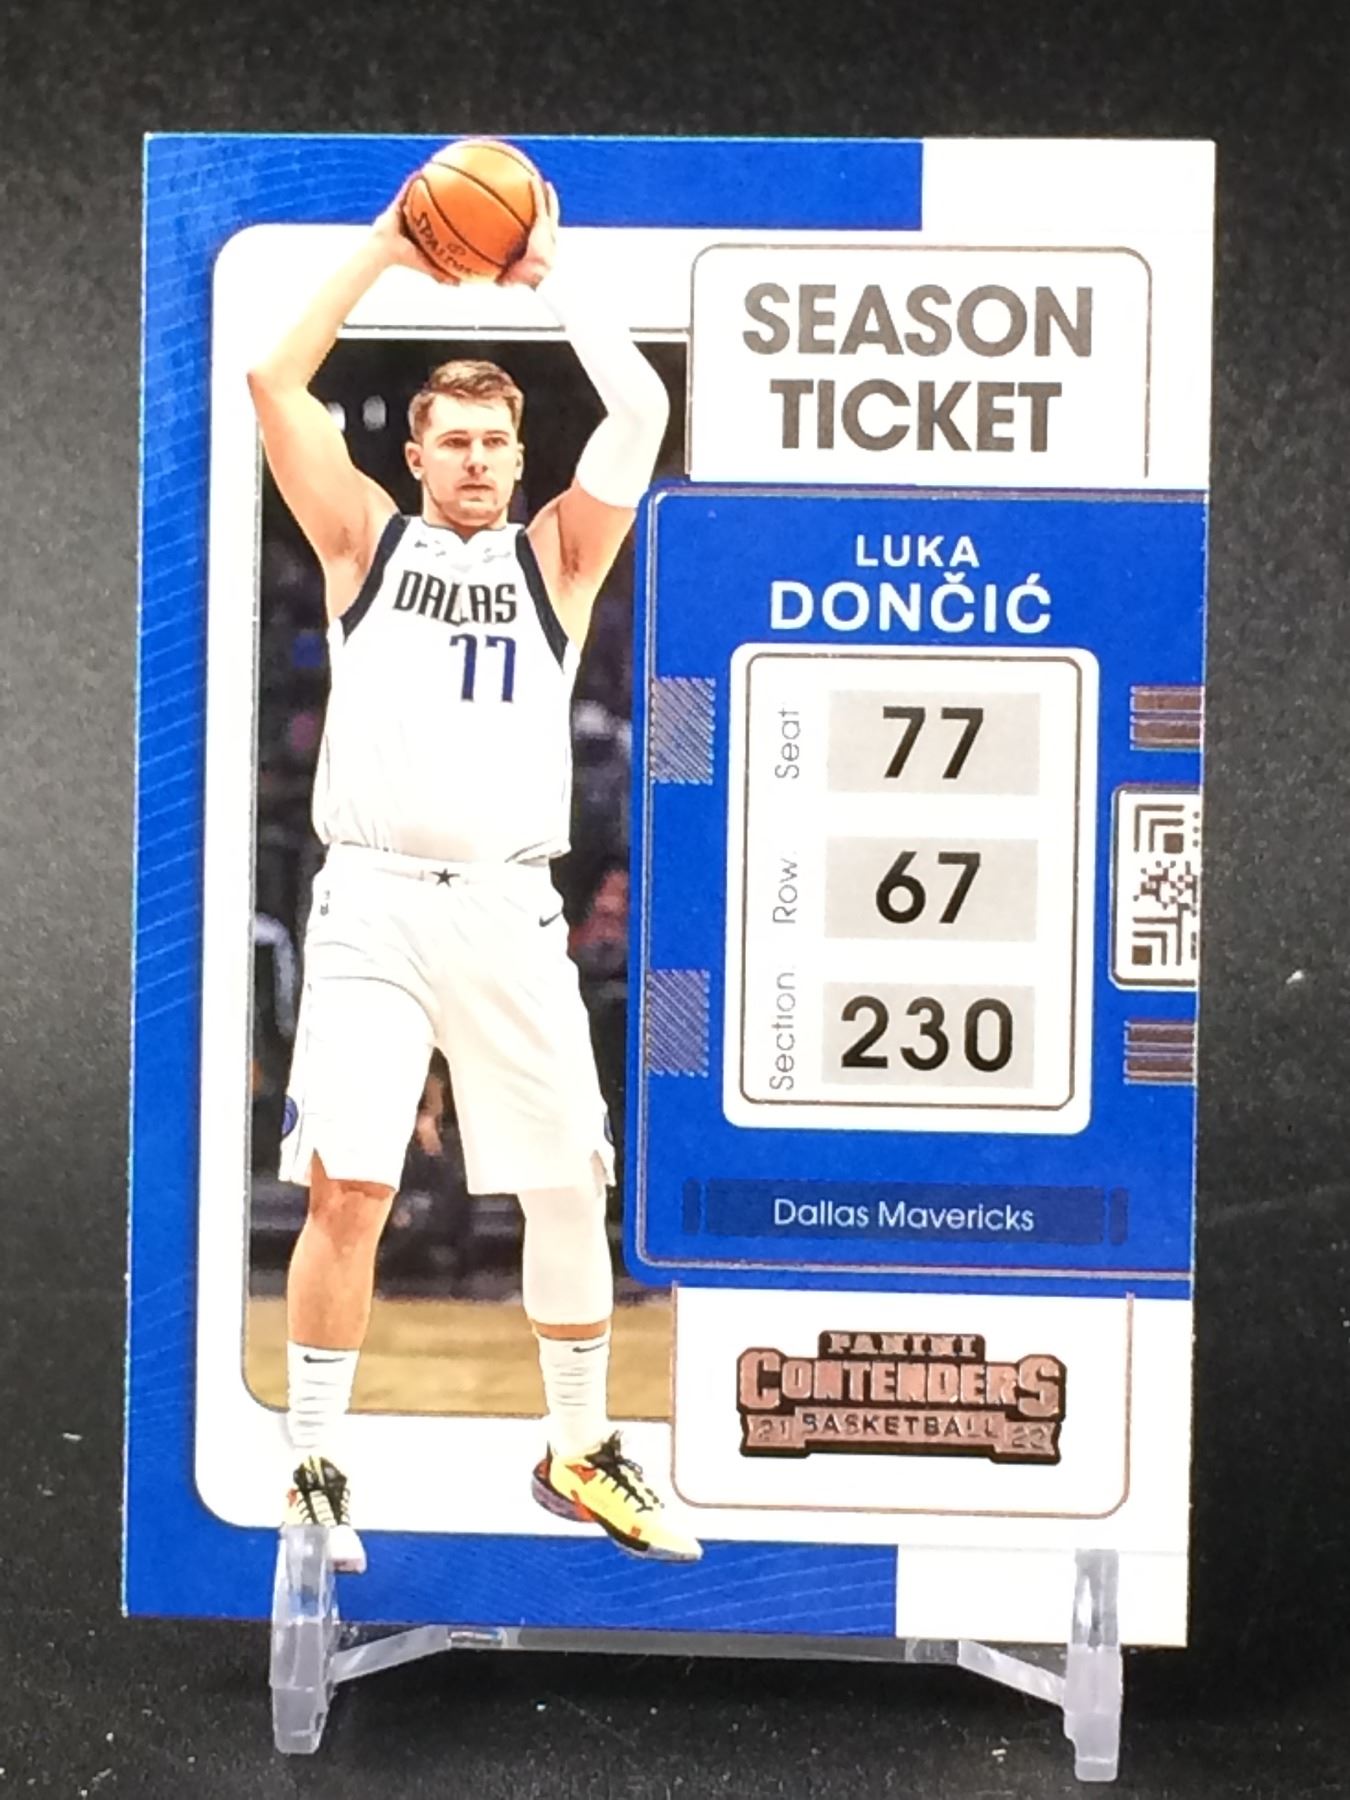 SPALDING
SEASON
TICKET
DALLAS
77
LUKA
DONČIĆ
Seat 77
Row 67
Section 230
Dallas Mavericks
PANINI
CONTENDERS
21 BASKETBALL 22